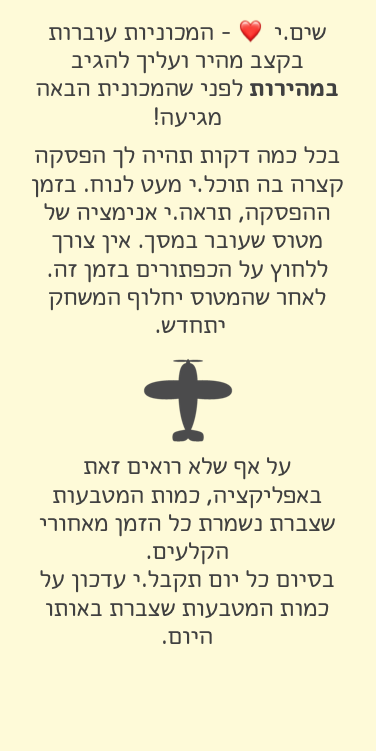 שים.י ❤️ - המכוניות עוברות
בקצב מהיר ועליך להגיב
במהירות לפני שהמכונית הבאה
מגיעה!
בכל כמה דקות תהיה לך הפסקה
קצרה בה תוכל.י מעט לנוח. בזמן
ההפסקה, תראה.י אנימציה של
מטוס שעובר במסך. אין צורך
ללחוץ על הכפתורים בזמן זה.
לאחר שהמטוס יחלוף המשחק
יתחדש.
על אף שלא רואים זאת
באפליקציה, כמות המטבעות
שצברת נשמרת כל הזמן מאחורי
הקלעים.
בסיום כל יום תקבל.י עדכון על
כמות המטבעות שצברת באותו
היום.